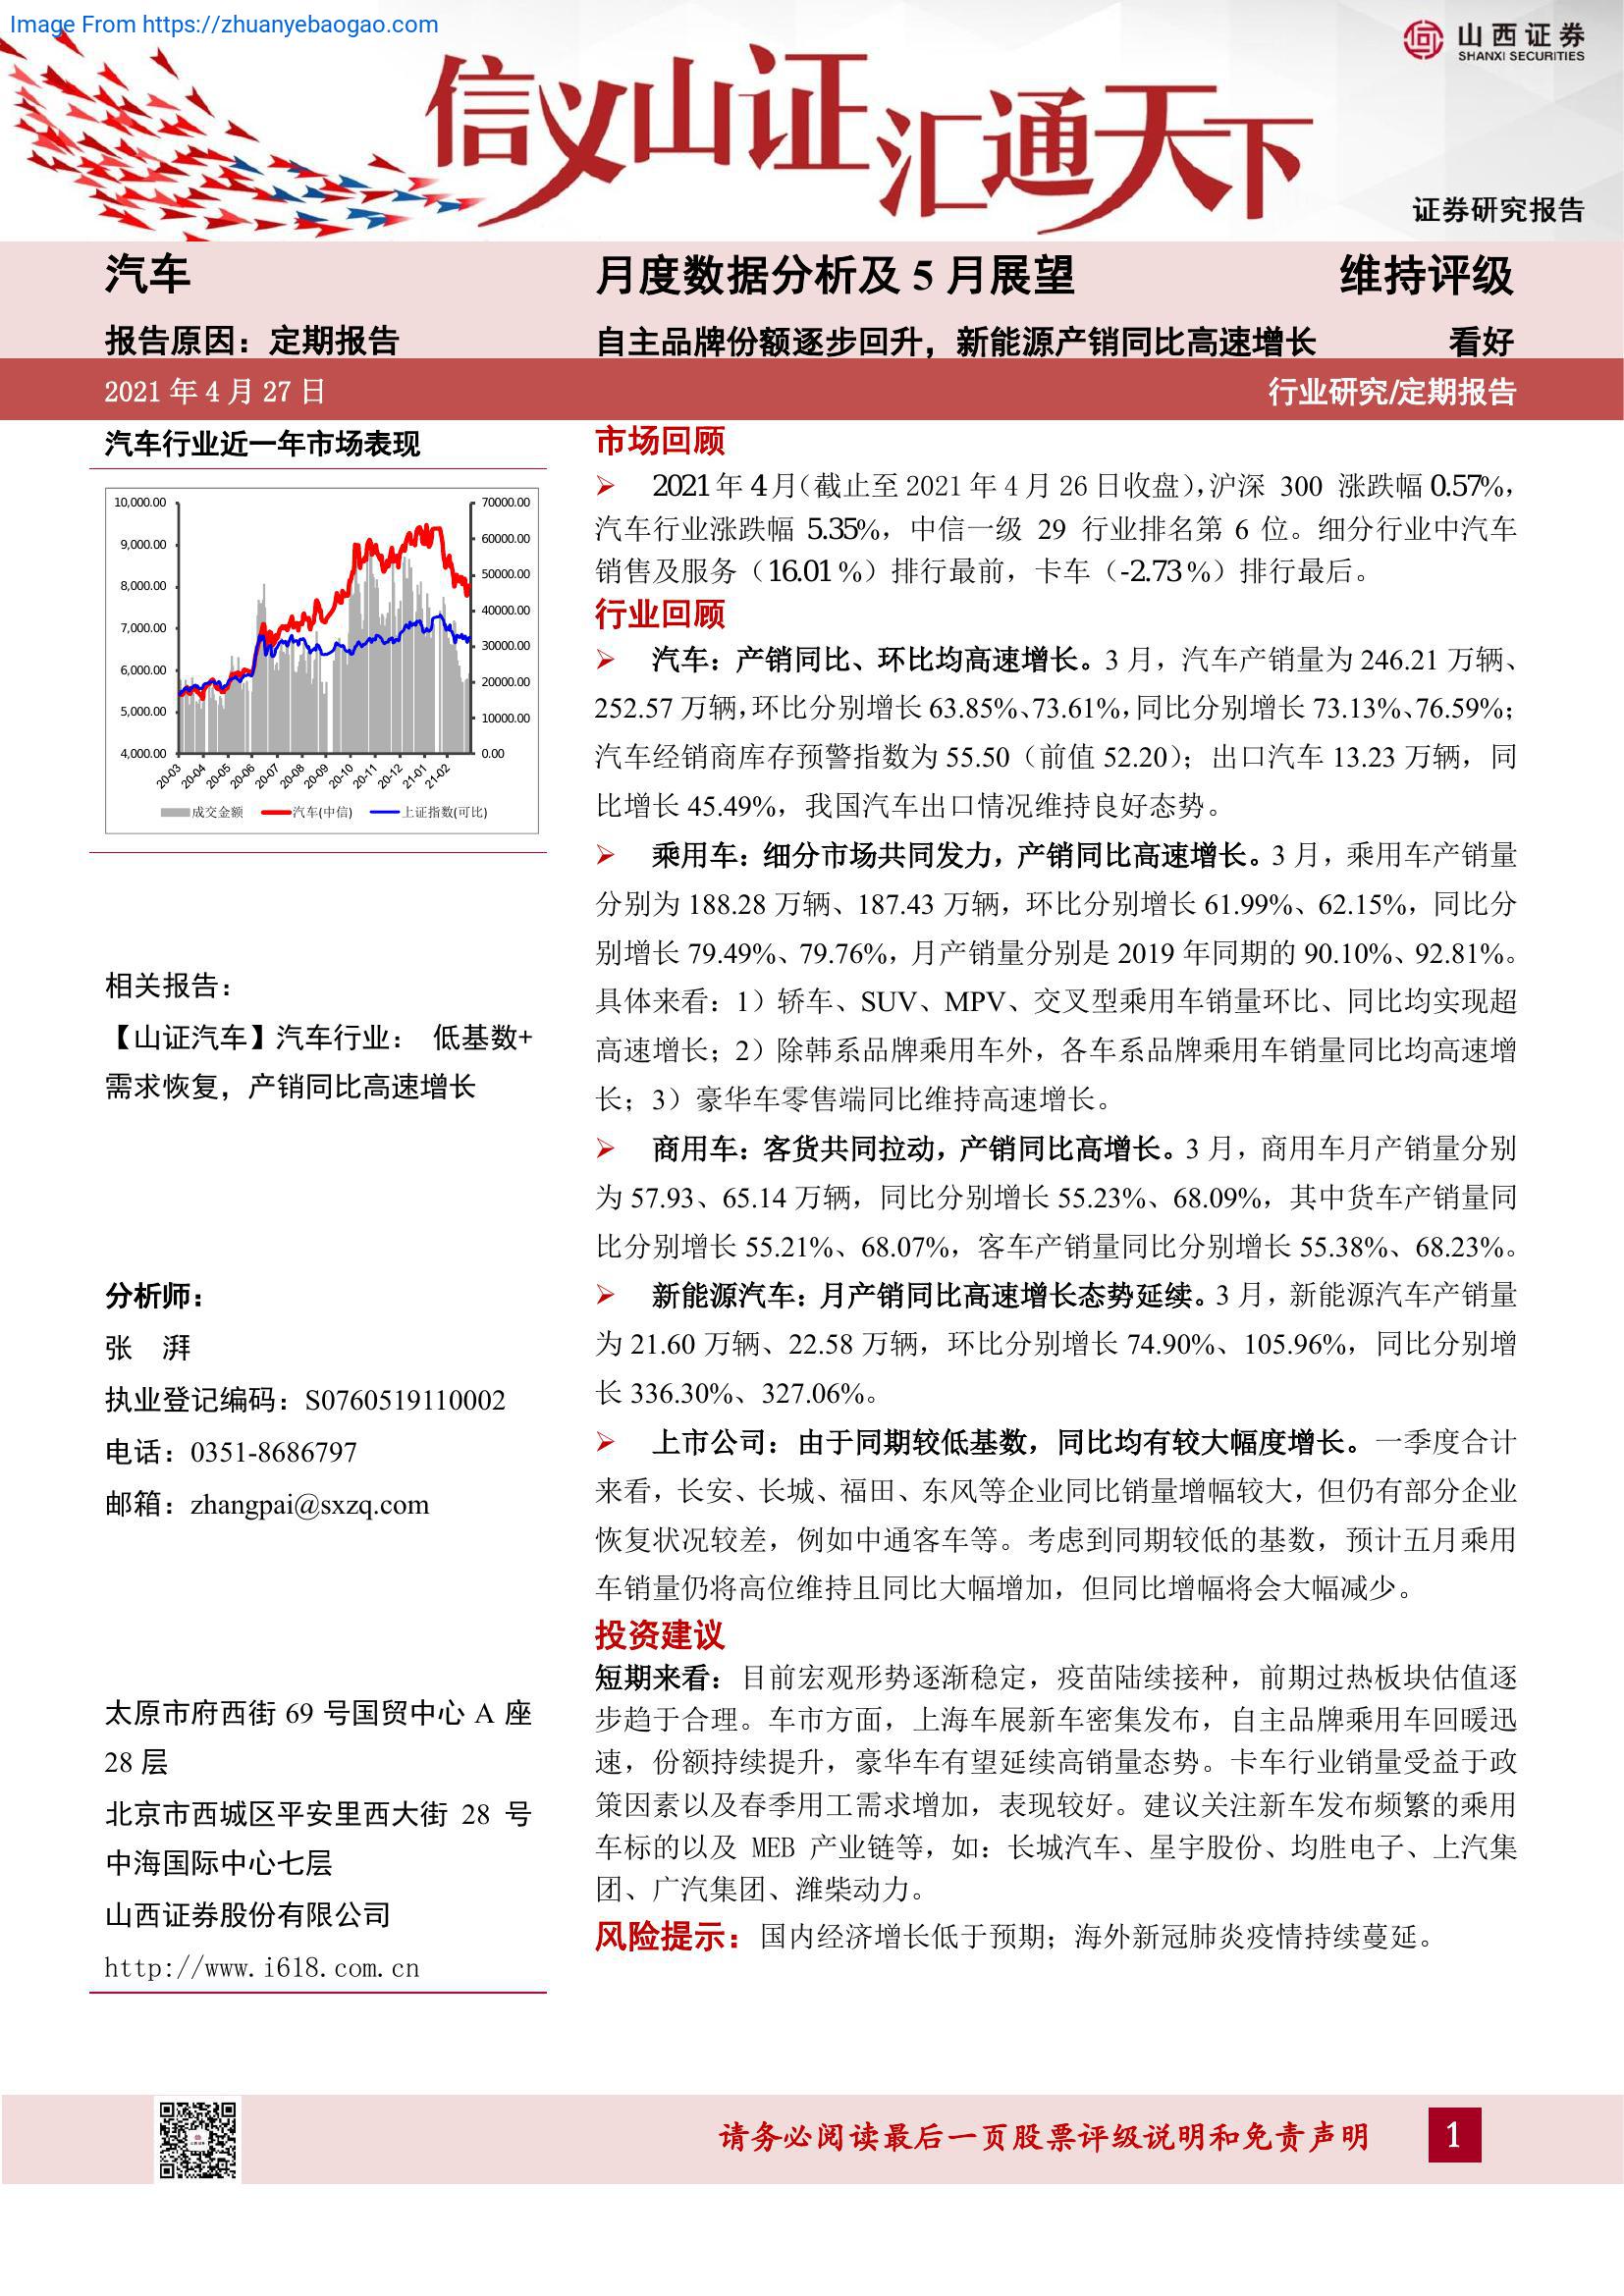 Image From https://zhuanyebaogao.com
山西证券
SHANXI SECURITIES
信义山证 汇通天下
证券研究报告
汽车
月度数据分析及 5 月展望
维持评级
报告原因：定期报告
自主品牌份额逐步回升，新能源产销同比高速增长
看好
2021 年 4 月 27 日
行业研究/定期报告
汽车行业近一年市场表现
10,000.00
9,000.00
8,000.00
7,000.00
6,000.00
5,000.00
4,000.00
70000.00
60000.00
50000.00
40000.00
30000.00
20000.00
10000.00
0.00
20-03
20-04
20-05
20-06
20-07
20-08
20-09
20-10
20-11
20-12
21-01
21-02
成交金额
汽车(中信)
上证指数(可比)
相关报告：
【山证汽车】汽车行业： 低基数+
需求恢复，产销同比高速增长
分析师：
张 湃
执业登记编码：S0760519110002
电话：0351-8686797
邮箱：zhangpai@sxzq.com
太原市府西街 69 号国贸中心 A 座
28 层
北京市西城区平安里西大街 28 号
中海国际中心七层
山西证券股份有限公司
http://www.i618.com.cn
市场回顾
➢ 2021 年 4 月（截止至 2021 年 4 月 26 日收盘），沪深 300 涨跌幅 0.57%，
汽车行业涨跌幅 5.35%，中信一级 29 行业排名第 6 位。细分行业中汽车
销售及服务（16.01 %）排行最前，卡车（-2.73 %）排行最后。
行业回顾
➢ 汽车：产销同比、环比均高速增长。3 月，汽车产销量为 246.21 万辆、
252.57 万辆，环比分别增长 63.85%、73.61%，同比分别增长 73.13%、76.59%；
汽车经销商库存预警指数为 55.50（前值 52.20）；出口汽车 13.23 万辆，同
比增长 45.49%，我国汽车出口情况维持良好态势。
➢ 乘用车：细分市场共同发力，产销同比高速增长。3 月，乘用车产销量
分别为 188.28 万辆、187.43 万辆，环比分别增长 61.99%、62.15%，同比分
别增长 79.49%、79.76%，月产销量分别是 2019 年同期的 90.10%、92.81%。
具体来看：1）轿车、SUV、MPV、交叉型乘用车销量环比、同比均实现超
高速增长；2）除韩系品牌乘用车外，各车系品牌乘用车销量同比均高速增
长；3）豪华车零售端同比维持高速增长。
➢ 商用车：客货共同拉动，产销同比高增长。3 月，商用车月产销量分别
为 57.93、65.14 万辆，同比分别增长 55.23%、68.09%，其中货车产销量同
比分别增长 55.21%、68.07%，客车产销量同比分别增长 55.38%、68.23%。
➢ 新能源汽车：月产销同比高速增长态势延续。3 月，新能源汽车产销量
为 21.60 万辆、22.58 万辆，环比分别增长 74.90%、105.96%，同比分别增
长 336.30%、327.06%。
➢ 上市公司：由于同期较低基数，同比均有较大幅度增长。一季度合计
来看，长安、长城、福田、东风等企业同比销量增幅较大，但仍有部分企业
恢复状况较差，例如中通客车等。考虑到同期较低的基数，预计五月乘用
车销量仍将高位维持且同比大幅增加，但同比增幅将会大幅减少。
投资建议
短期来看：目前宏观形势逐渐稳定，疫苗陆续接种，前期过热板块估值逐
步趋于合理。车市方面，上海车展新车密集发布，自主品牌乘用车回暖迅
速，份额持续提升，豪华车有望延续高销量态势。卡车行业销量受益于政
策因素以及春季用工需求增加，表现较好。建议关注新车发布频繁的乘用
车标的以及 MEB 产业链等，如：长城汽车、星宇股份、均胜电子、上汽集
团、广汽集团、潍柴动力。
风险提示：国内经济增长低于预期；海外新冠肺炎疫情持续蔓延。
请务必阅读最后一页股票评级说明和免责声明
1